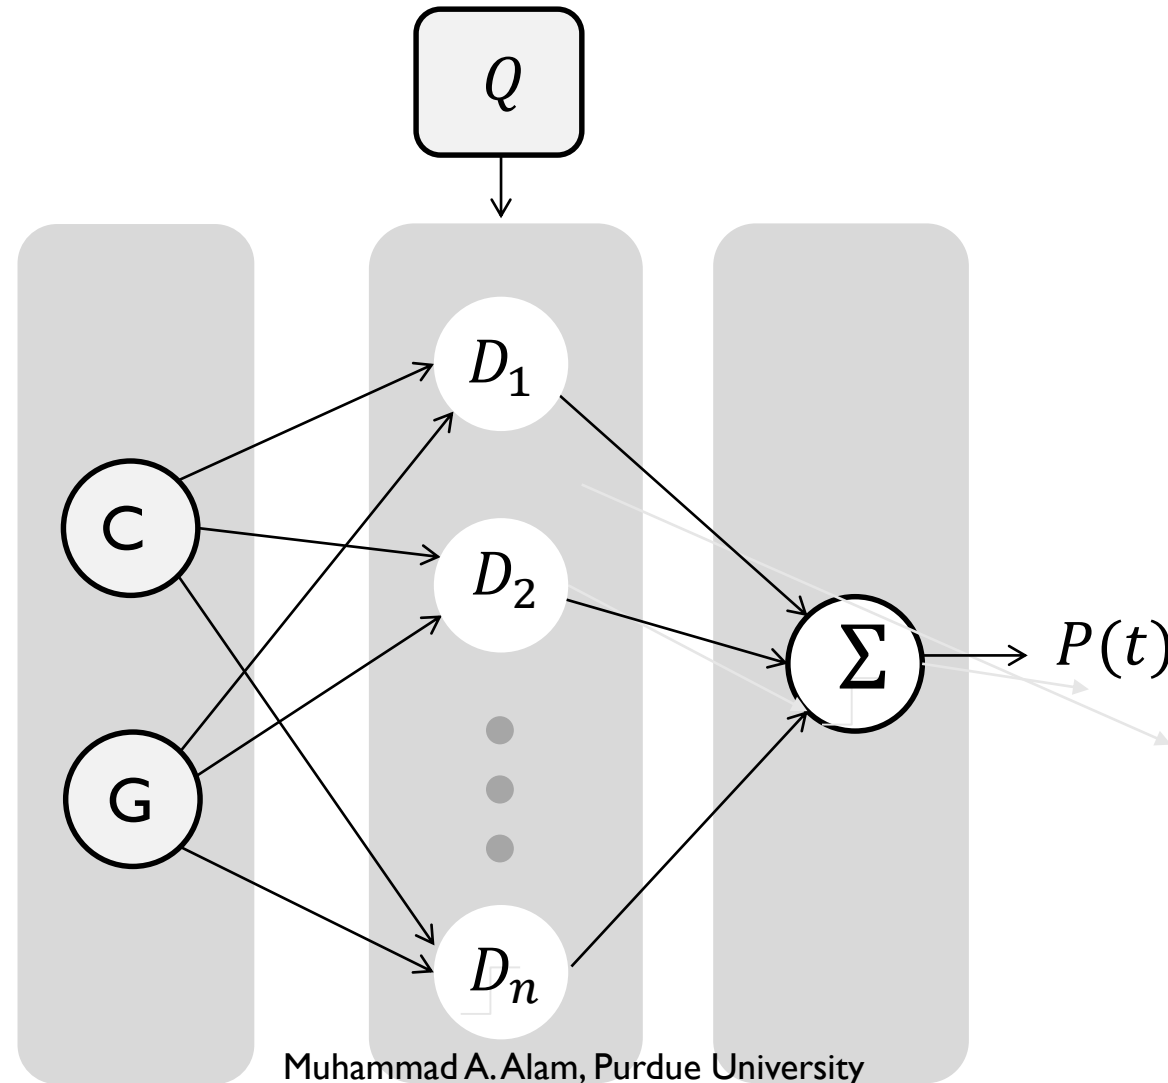 Q
D₁
C
D₂
Σ
P(t)
G
Dₙ
Muhammad A. Alam, Purdue University